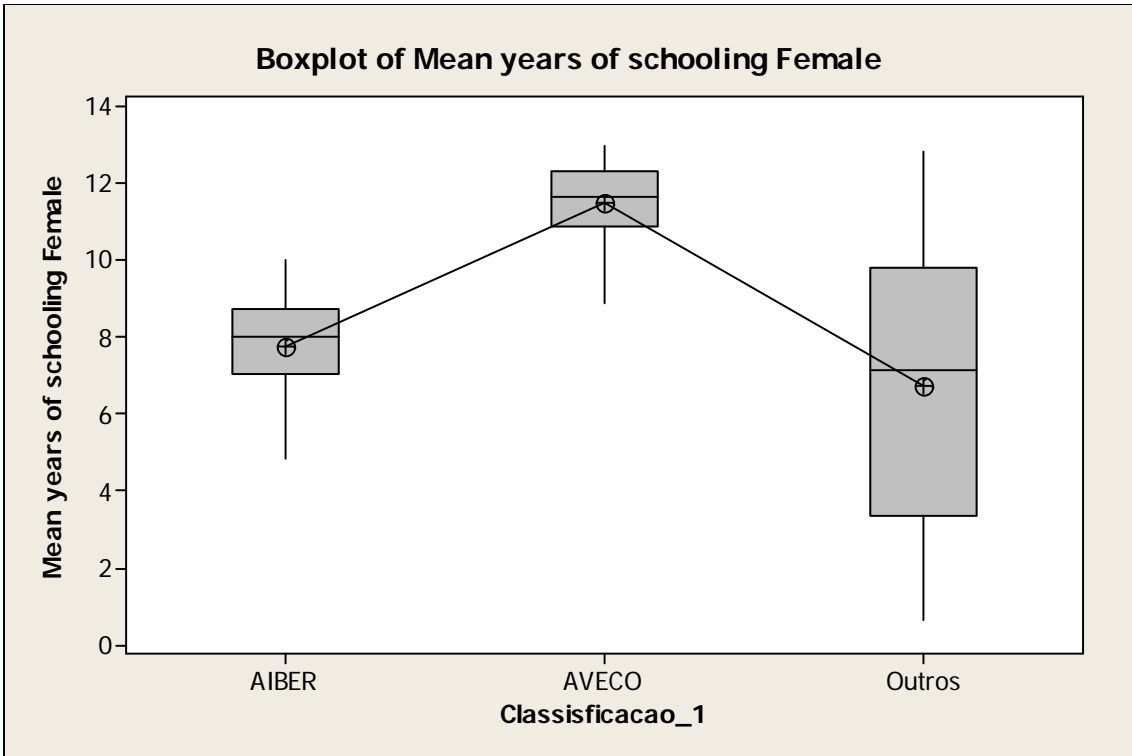 Boxplot of Mean years of schooling Female
Mean years of schooling Female
14
12
10
8
6
4
2
0
AIBER AVECO Outros
Classisficacao_1